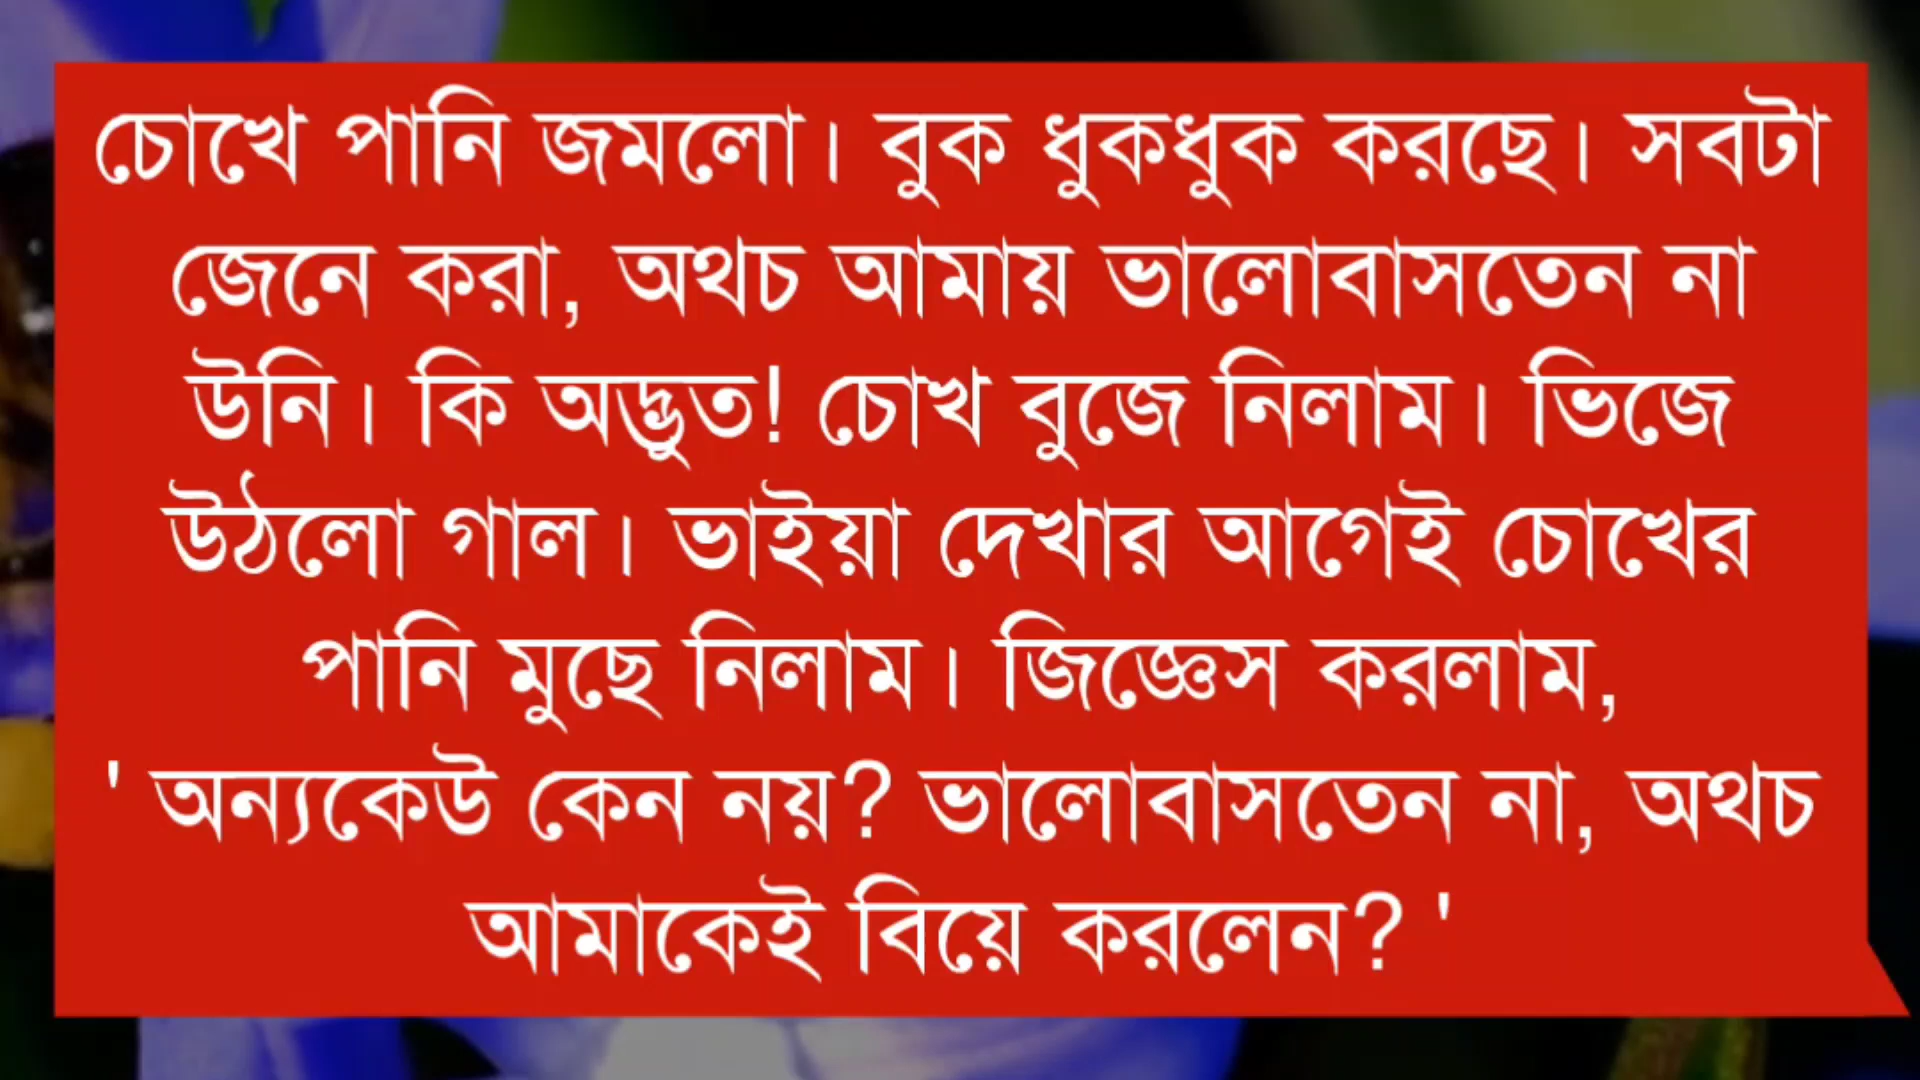 চোখে পানি জমলো। বুক ধুকধুক করছে। সবটা
জেনে করা, অথচ আমায় ভালোবাসতেন না
উনি। কি অদ্ভুত! চোখ বুজে নিলাম। ভিজে
উঠলো গাল। ভাইয়া দেখার আগেই চোখের
পানি মুছে নিলাম। জিজ্ঞেস করলাম,
' অন্যকেউ কেন নয়? ভালোবাসতেন না, অথচ
আমাকেই বিয়ে করলেন? '